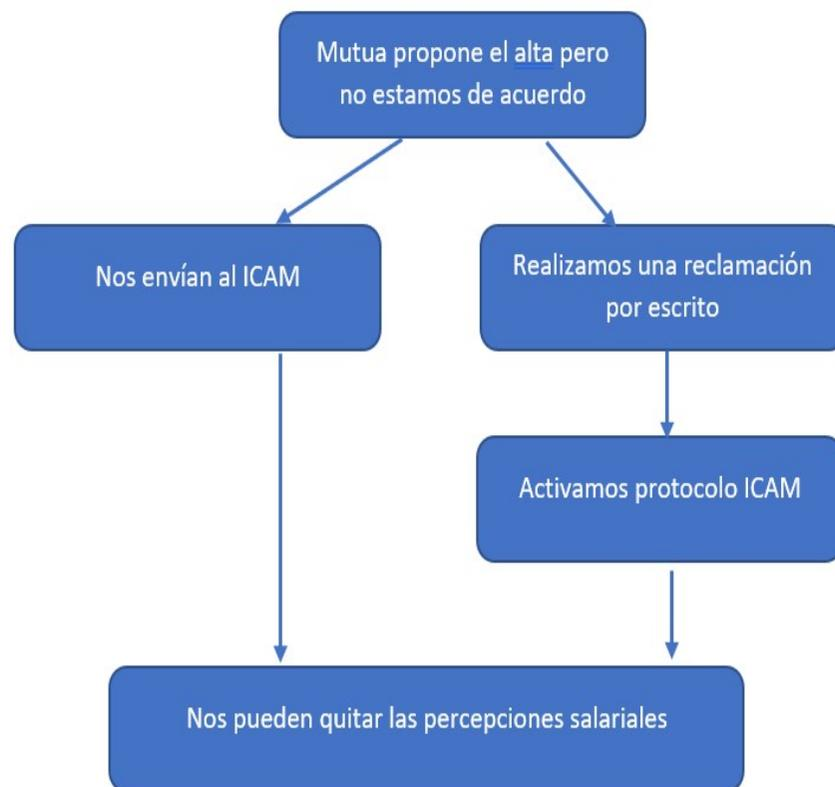 Mutua propone el alta pero
no estamos de acuerdo
Nos envían al ICAM
Realizamos una reclamación
por escrito
Activamos protocolo ICAM
Nos pueden quitar las percepciones salariales